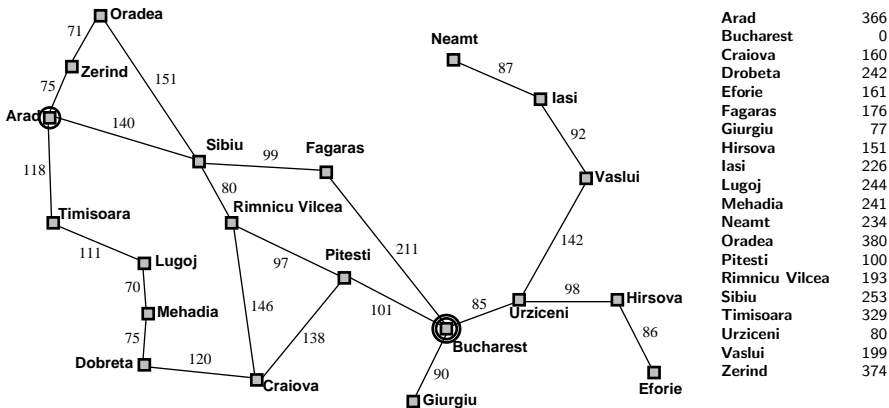 Oradea
71
Neamt
Zerind
87
75
151
Iasi
Arad
140
92
Sibiu
Fagaras
99
118
80
Vaslui
Timisoara
Rimnicu Vilcea
111
211
142
Lugoj
97
Pitesti
70
98
Hirsova
146
101
85
Urziceni
Mehadia
138
86
75
Bucharest
120
Dobreta
90
Craiova
Eforie
Giurgiu
Arad 366
Bucharest 0
Craiova 160
Drobeta 242
Eforie 161
Fagaras 176
Giurgiu 77
Hirsova 151
Iasi 226
Lugoj 244
Mehadia 241
Neamt 234
Oradea 380
Pitesti 100
Rimnicu Vilcea 193
Sibiu 253
Timisoara 329
Urziceni 80
Vaslui 199
Zerind 374